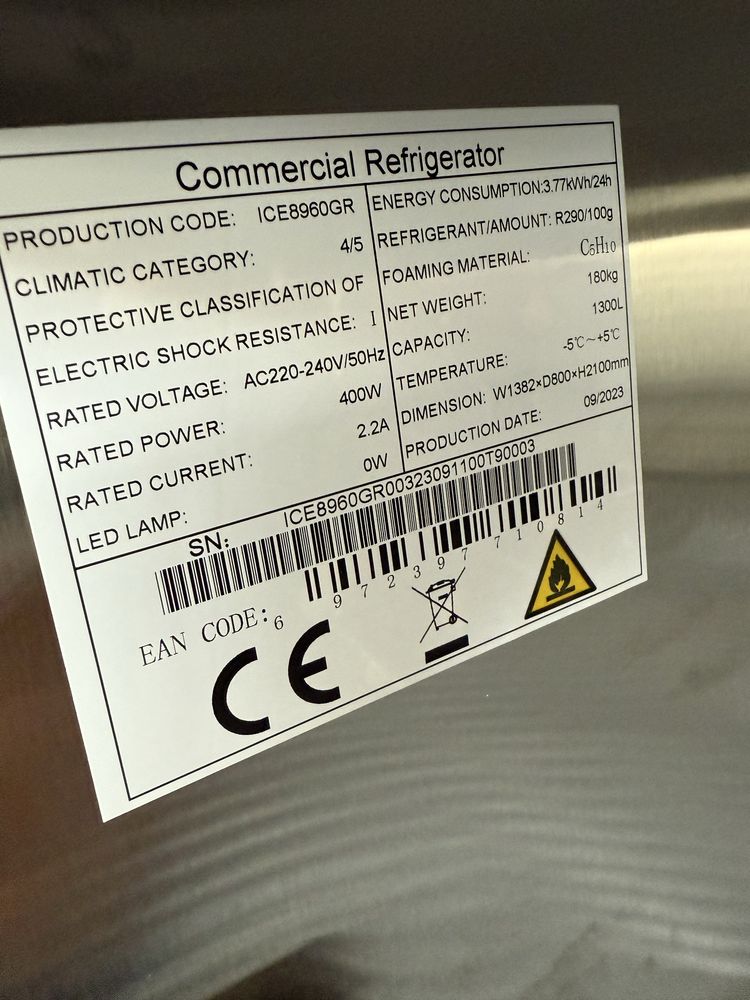 Commercial Refrigerator
PRODUCTION CODE: ICE8960GR
CLIMATIC CATEGORY: 4/5
PROTECTIVE CLASSIFICATION OF
ELECTRIC SHOCK RESISTANCE: I
RATED VOLTAGE: AC220-240V/50Hz
RATED POWER: 400W
RATED CURRENT: 2.2A
LED LAMP: 0W
ENERGY CONSUMPTION:3.77kWh/24h
REFRIGERANT/AMOUNT: R290/100g
FOAMING MATERIAL: C5H10
NET WEIGHT: 180kg
CAPACITY: 1300L
TEMPERATURE: -5℃~+5℃
DIMENSION: W1382×D800×H2100mm
PRODUCTION DATE: 09/2023
SN: ICE8960GR00323091100T90003
EAN CODE: 6 972397 710814
CE